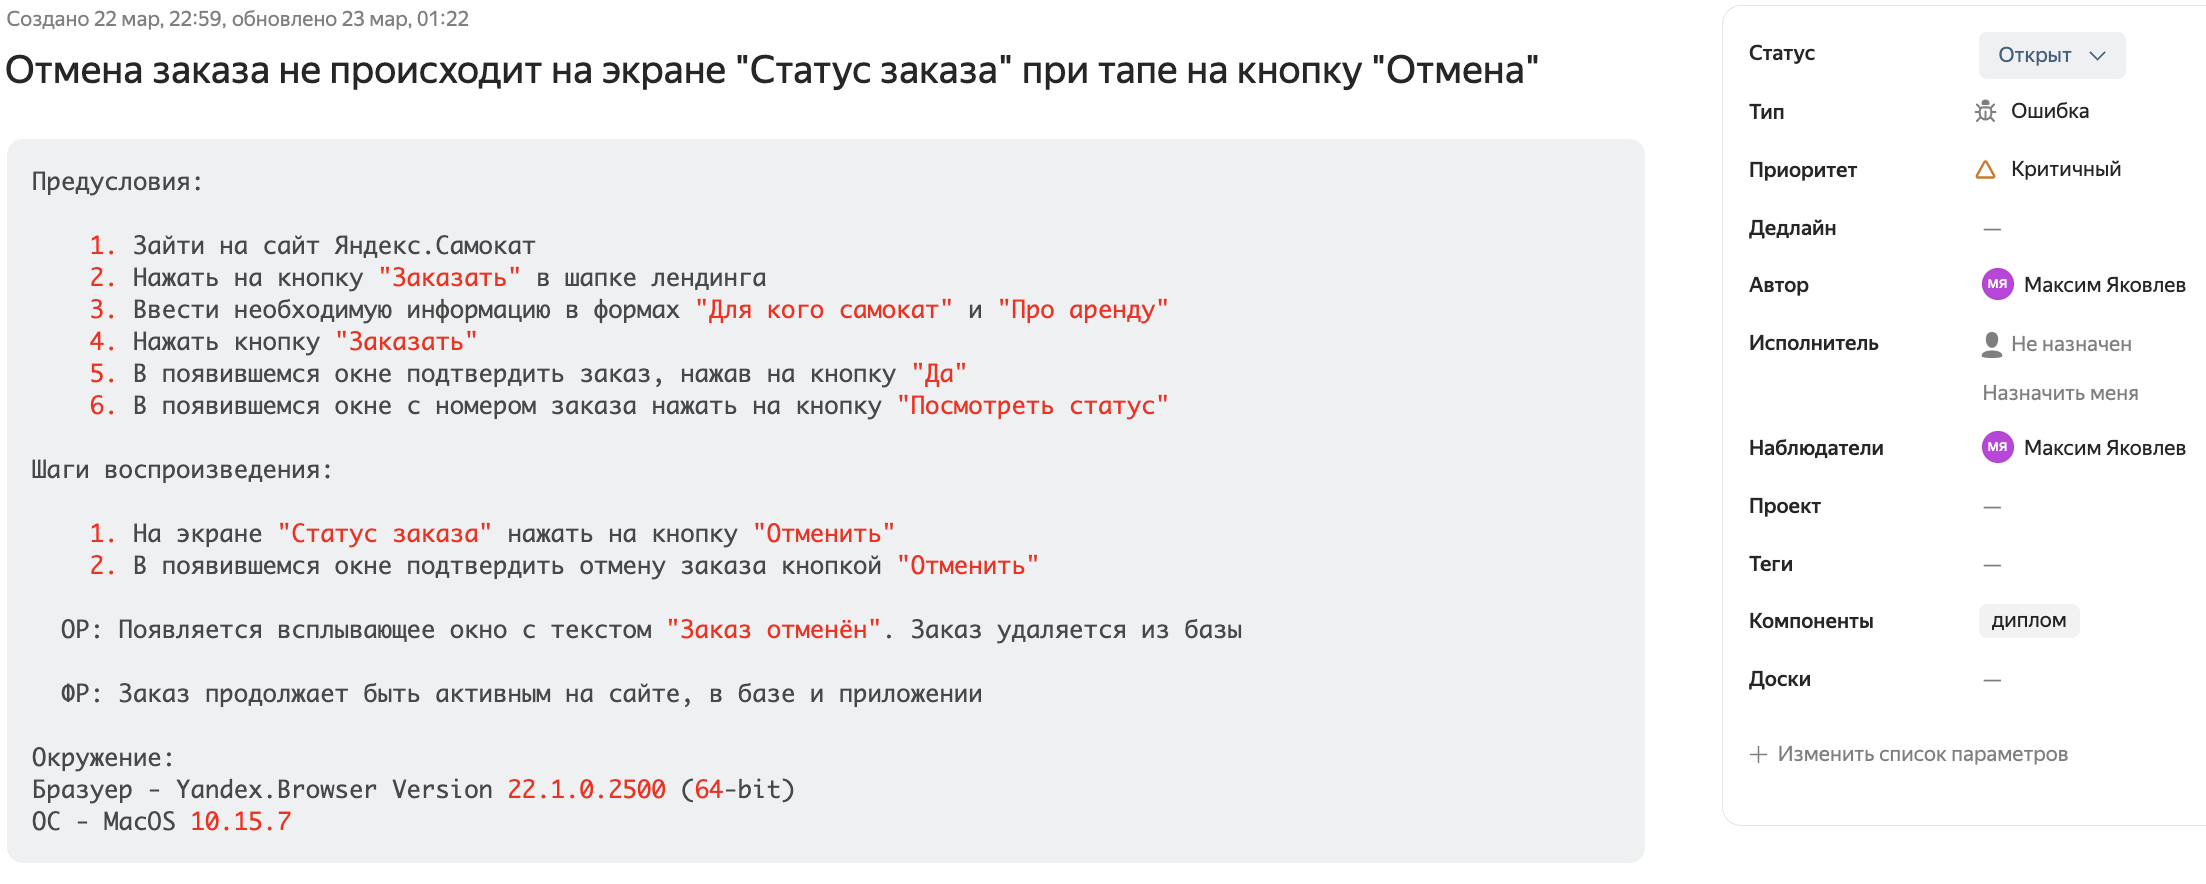 Создано 22 мар, 22:59, обновлено 23 мар, 01:22
Отмена заказа не происходит на экране "Статус заказа" при тапе на кнопку "Отмена"
Предусловия:
1. Зайти на сайт Яндекс.Самокат
2. Нажать на кнопку "Заказать" в шапке лендинга
3. Ввести необходимую информацию в формах "Для кого самокат" и "Про аренду"
4. Нажать кнопку "Заказать"
5. В появившемся окне подтвердить заказ, нажав на кнопку "Да"
6. В появившемся окне с номером заказа нажать на кнопку "Посмотреть статус"
Шаги воспроизведения:
1. На экране "Статус заказа" нажать на кнопку "Отменить"
2. В появившемся окне подтвердить отмену заказа кнопкой "Отменить"
ОР: Появляется всплывающее окно с текстом "Заказ отменён". Заказ удаляется из базы
ФР: Заказ продолжает быть активным на сайте, в базе и приложении
Окружение:
Бразуер - Yandex.Browser Version 22.1.0.2500 (64-bit)
ОС - MacOS 10.15.7
Статус Открыт
Тип Ошибка
Приоритет Критичный
Дедлайн —
Автор МЯ Максим Яковлев
Исполнитель Не назначен
Назначить меня
Наблюдатели МЯ Максим Яковлев
Проект —
Теги —
Компоненты диплом
Доски —
+ Изменить список параметров